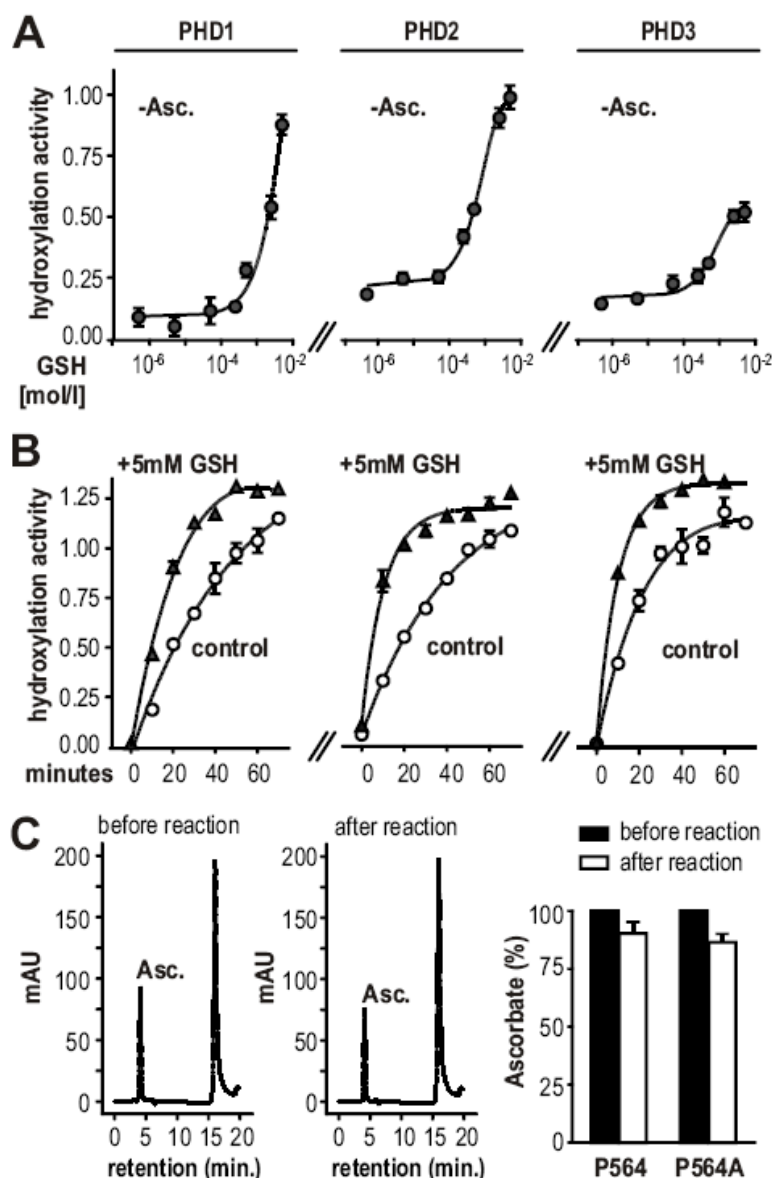 A
PHD1 PHD2 PHD3
hydroxylation activity
1.00
0.75
0.50
0.25
0.00
-Asc. -Asc. -Asc.
GSH
[mol/l]
10-6 10-4 10-2 10-6 10-4 10-2 10-6 10-4 10-2
B
+5mM GSH +5mM GSH +5mM GSH
hydroxylation activity
1.25
1.00
0.75
0.50
0.25
0.00
control control control
minutes 0 20 40 60 0 20 40 60 0 20 40 60
C
before reaction after reaction
mAU
200
150
100
50
0
Asc.
0 5 10 15 20
retention (min.)
mAU
200
150
100
50
0
Asc.
0 5 10 15 20
retention (min.)
before reaction
after reaction
Ascorbate (%)
100
75
50
25
0
P564 P564A